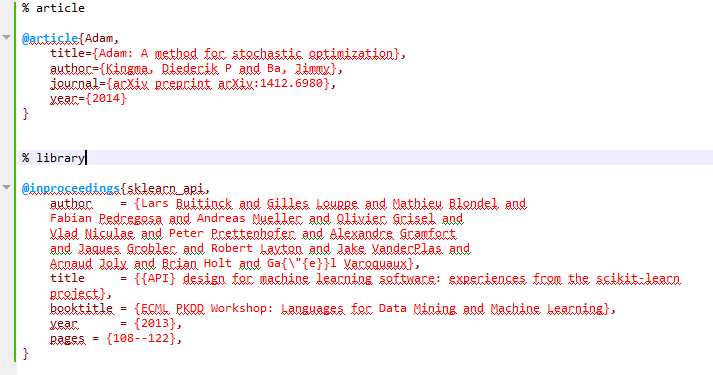 % article
@article{Adam,
title={Adam: A method for stochastic optimization},
author={Kingma, Diederik P and Ba, Jimmy},
journal={arXiv preprint arXiv:1412.6980},
year={2014}
}
% library
@inproceedings{sklearn_api,
author    = {Lars Buitinck and Gilles Louppe and Mathieu Blondel and
Fabian Pedregosa and Andreas Mueller and Olivier Grisel and
Vlad Niculae and Peter Prettenhofer and Alexandre Gramfort
and Jaques Grobler and Robert Layton and Jake VanderPlas and
Arnaud Joly and Brian Holt and Ga{\"{e}}l Varoquaux},
title     = {{API} design for machine learning software: experiences from the scikit-learn
project},
booktitle = {ECML PKDD Workshop: Languages for Data Mining and Machine Learning},
year      = {2013},
pages = {108--122},
}